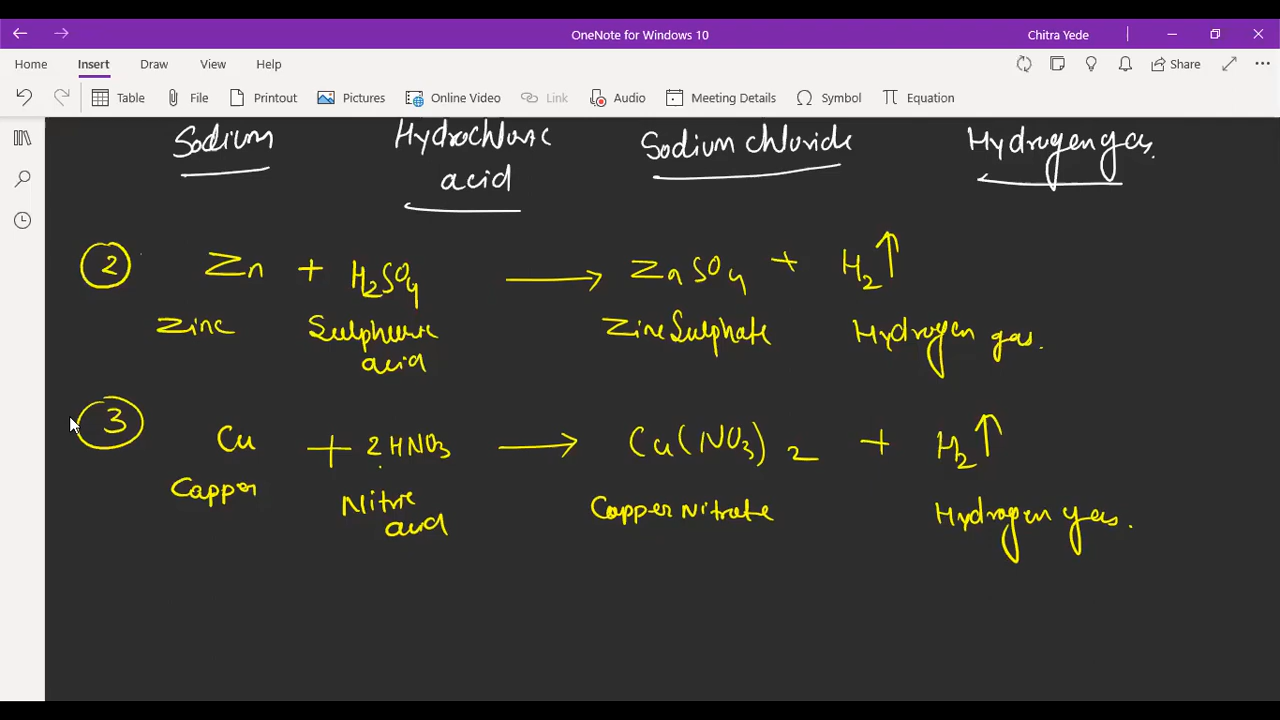 OneNote for Windows 10
Chitra Yede
Home Insert Draw View Help
Share
Table File Printout Pictures Online Video Link Audio Meeting Details Symbol Equation
Sodium Hydrochloric acid Sodium chloride Hydrogen gas.
2 Zn + H2SO4 → ZnSO4 + H2↑
Zinc Sulphuric acid Zinc Sulphate Hydrogen gas.
3 Cu + 2HNO3 → Cu(NO3)2 + H2↑
Copper Nitric acid Copper Nitrate Hydrogen gas.